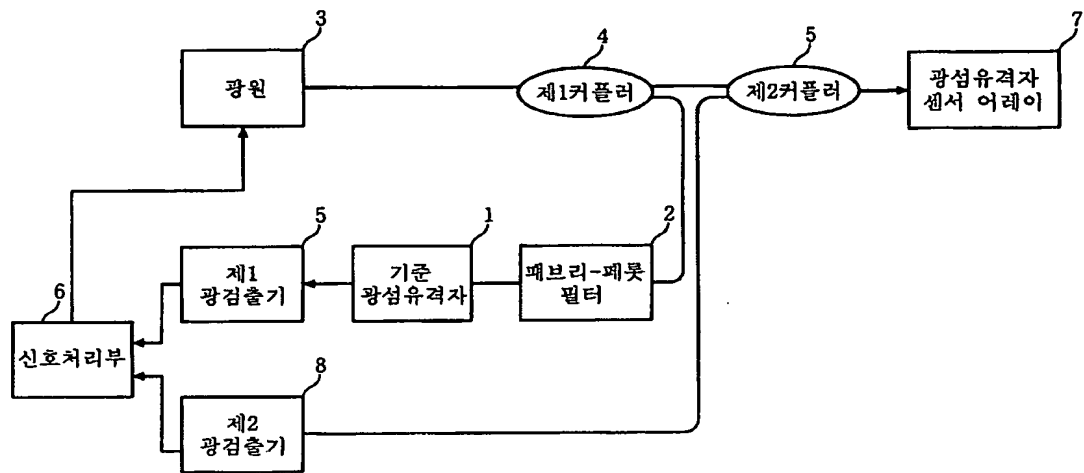 3
광원
4
제1커플러
5
제2커플러
7
광섬유격자
센서 어레이
5
제1
광검출기
1
기준
광섬유격자
2
패브리-페롯
필터
6
신호처리부
8
제2
광검출기